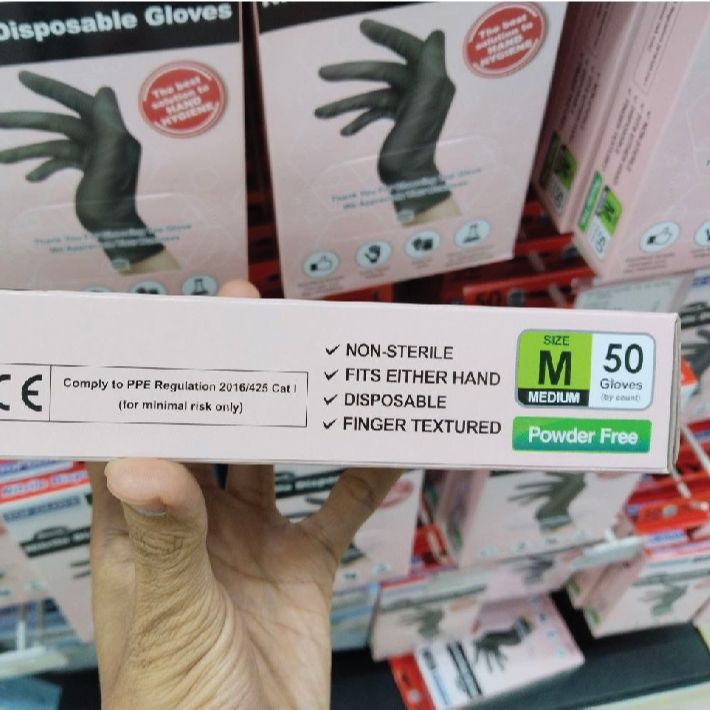 Disposable Gloves
The best
solution to
HAND
HYGIENE
The best
solution to
HAND
HYGIENE
CE
Comply to PPE Regulation 2016/425 Cat I
(for minimal risk only)
✓ NON-STERILE
✓ FITS EITHER HAND
✓ DISPOSABLE
✓ FINGER TEXTURED
SIZE
M
MEDIUM
50
Gloves
(by count)
Powder Free